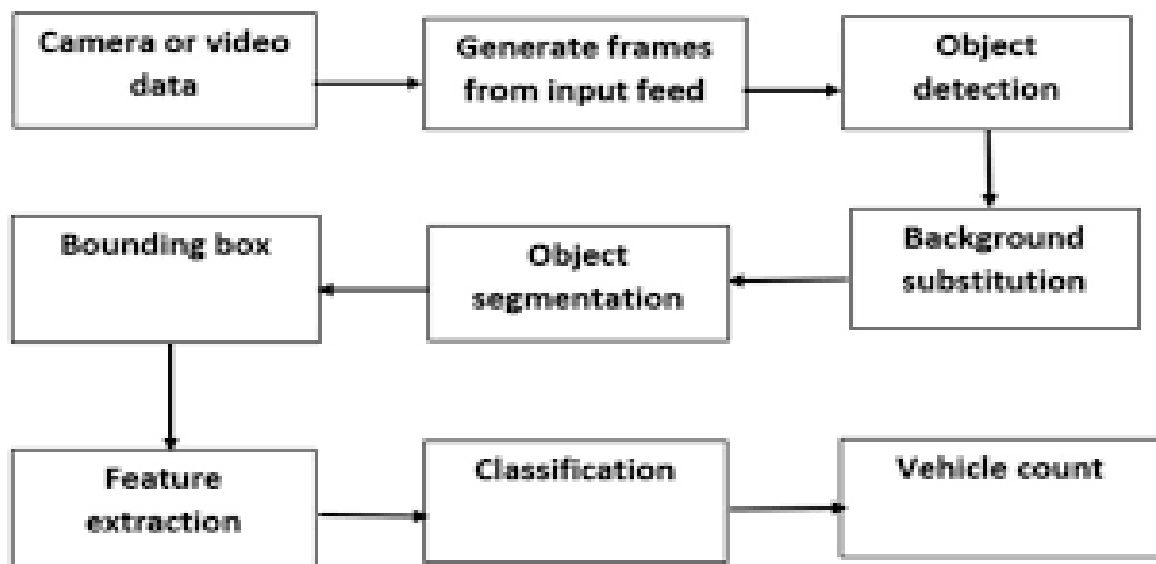 Camera or video
data
Generate frames
from input feed
Object
detection
Background
substitution
Object
segmentation
Bounding box
Feature
extraction
Classification
Vehicle count